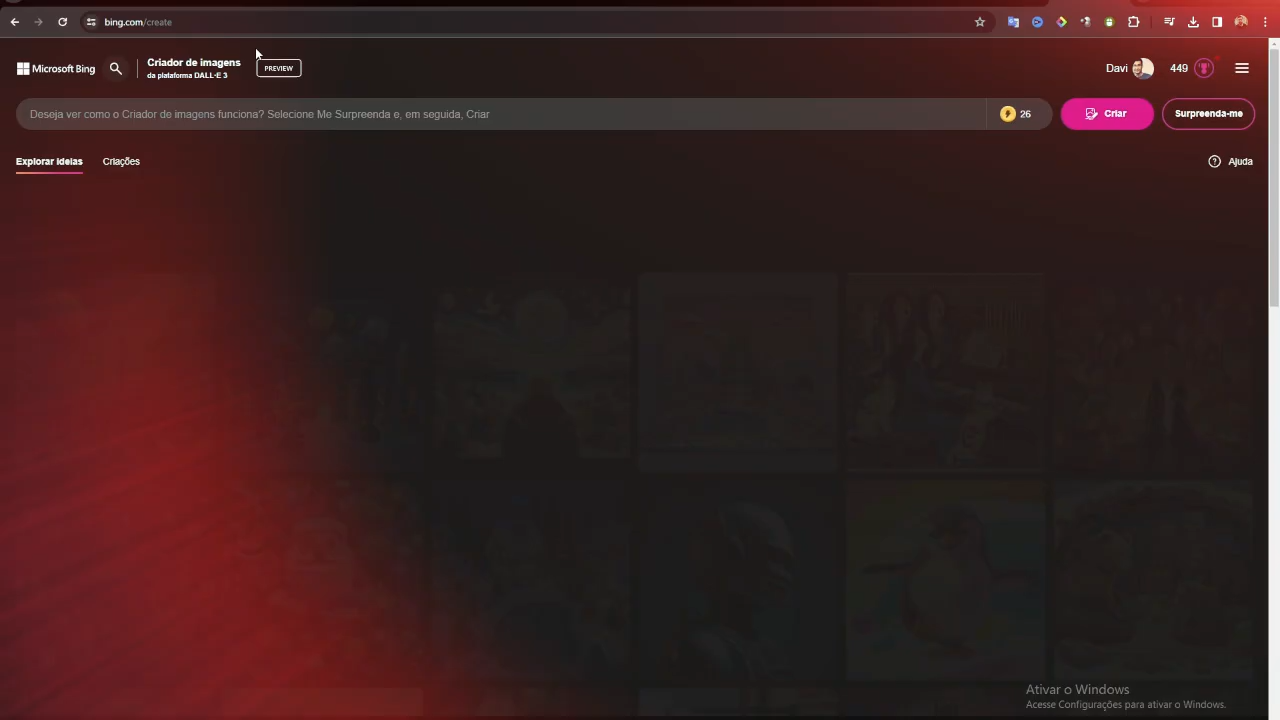 bing.com/create
Microsoft Bing
Criador de imagens
da plataforma DALL·E 3
PREVIEW
Davi
449
Deseja ver como o Criador de imagens funciona? Selecione Me Surpreenda e, em seguida, Criar
26
Criar
Surpreenda-me
Explorar ideias
Criações
Ajuda
Ativar o Windows
Acesse Configurações para ativar o Windows.